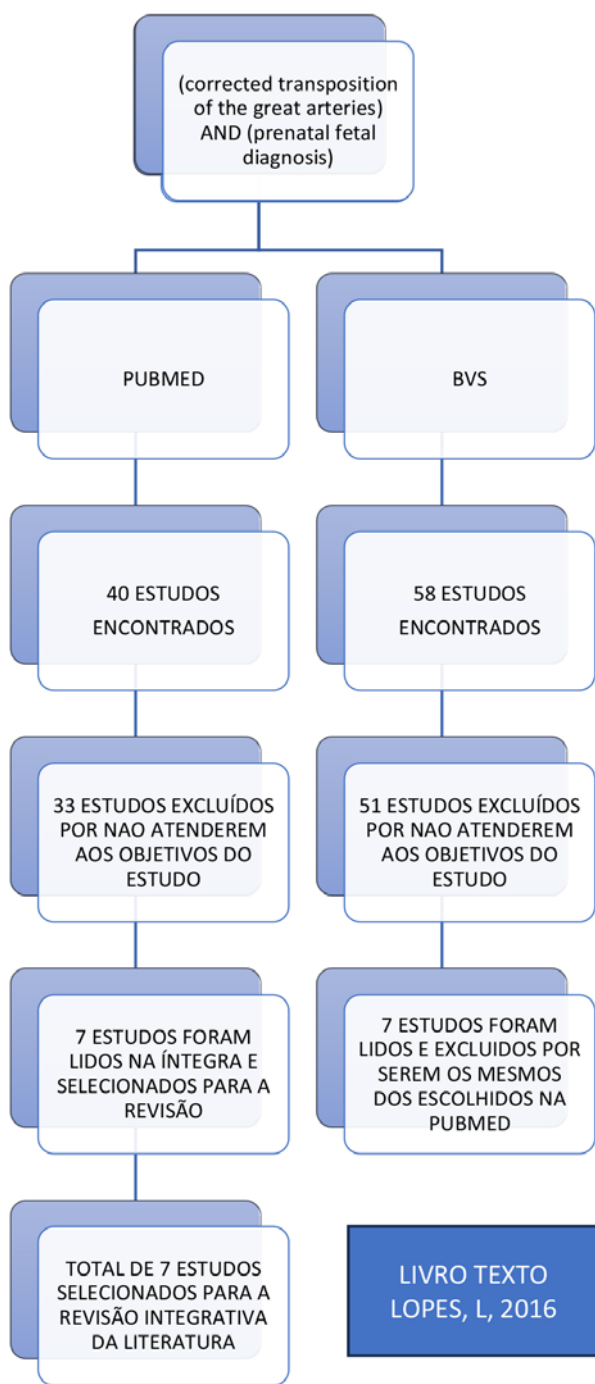 (corrected transposition
of the great arteries)
AND (prenatal fetal
diagnosis)
PUBMED
BVS
40 ESTUDOS
ENCONTRADOS
58 ESTUDOS
ENCONTRADOS
33 ESTUDOS EXCLUÍDOS
POR NAO ATENDEREM
AOS OBJETIVOS DO
ESTUDO
51 ESTUDOS EXCLUÍDOS
POR NAO ATENDEREM
AOS OBJETIVOS DO
ESTUDO
7 ESTUDOS FORAM
LIDOS NA ÍNTEGRA E
SELECIONADOS PARA A
REVISÃO
7 ESTUDOS FORAM
LIDOS E EXCLUIDOS POR
SEREM OS MESMOS
DOS ESCOLHIDOS NA
PUBMED
TOTAL DE 7 ESTUDOS
SELECIONADOS PARA A
REVISÃO INTEGRATIVA
DA LITERATURA
LIVRO TEXTO
LOPES, L, 2016